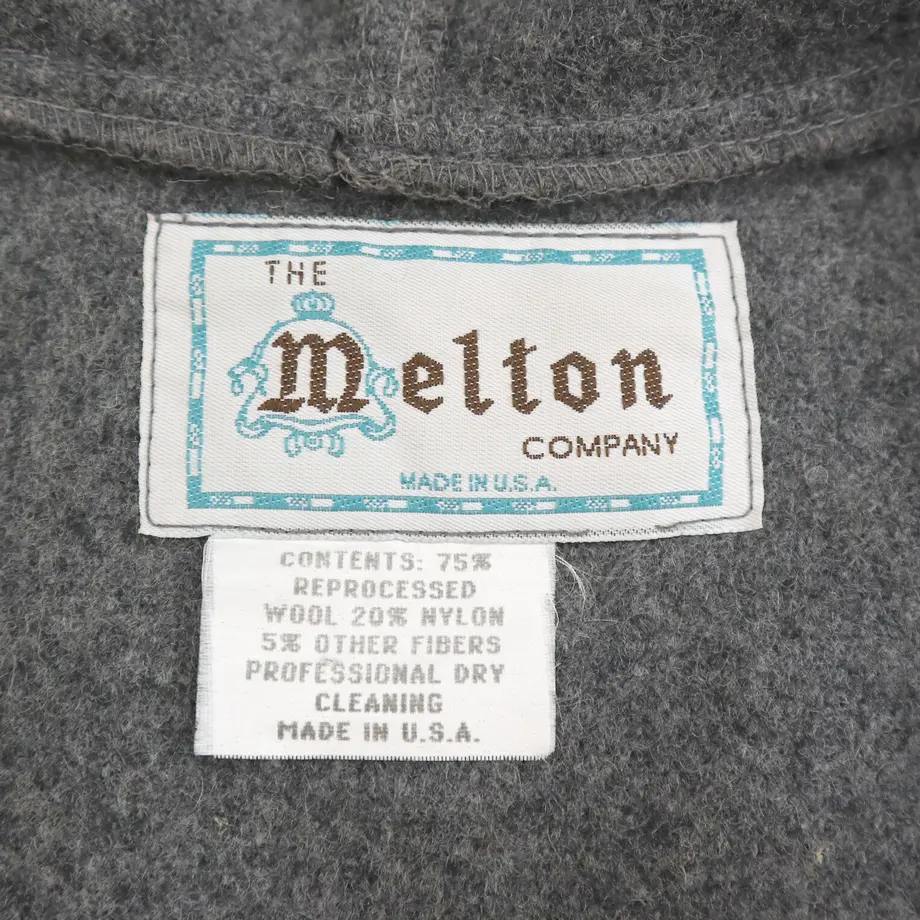 THE
Melton
COMPANY
MADE IN U.S.A.
CONTENTS: 75%
REPROCESSED
WOOL 20% NYLON
5% OTHER FIBERS
PROFESSIONAL DRY
CLEANING
MADE IN U.S.A.